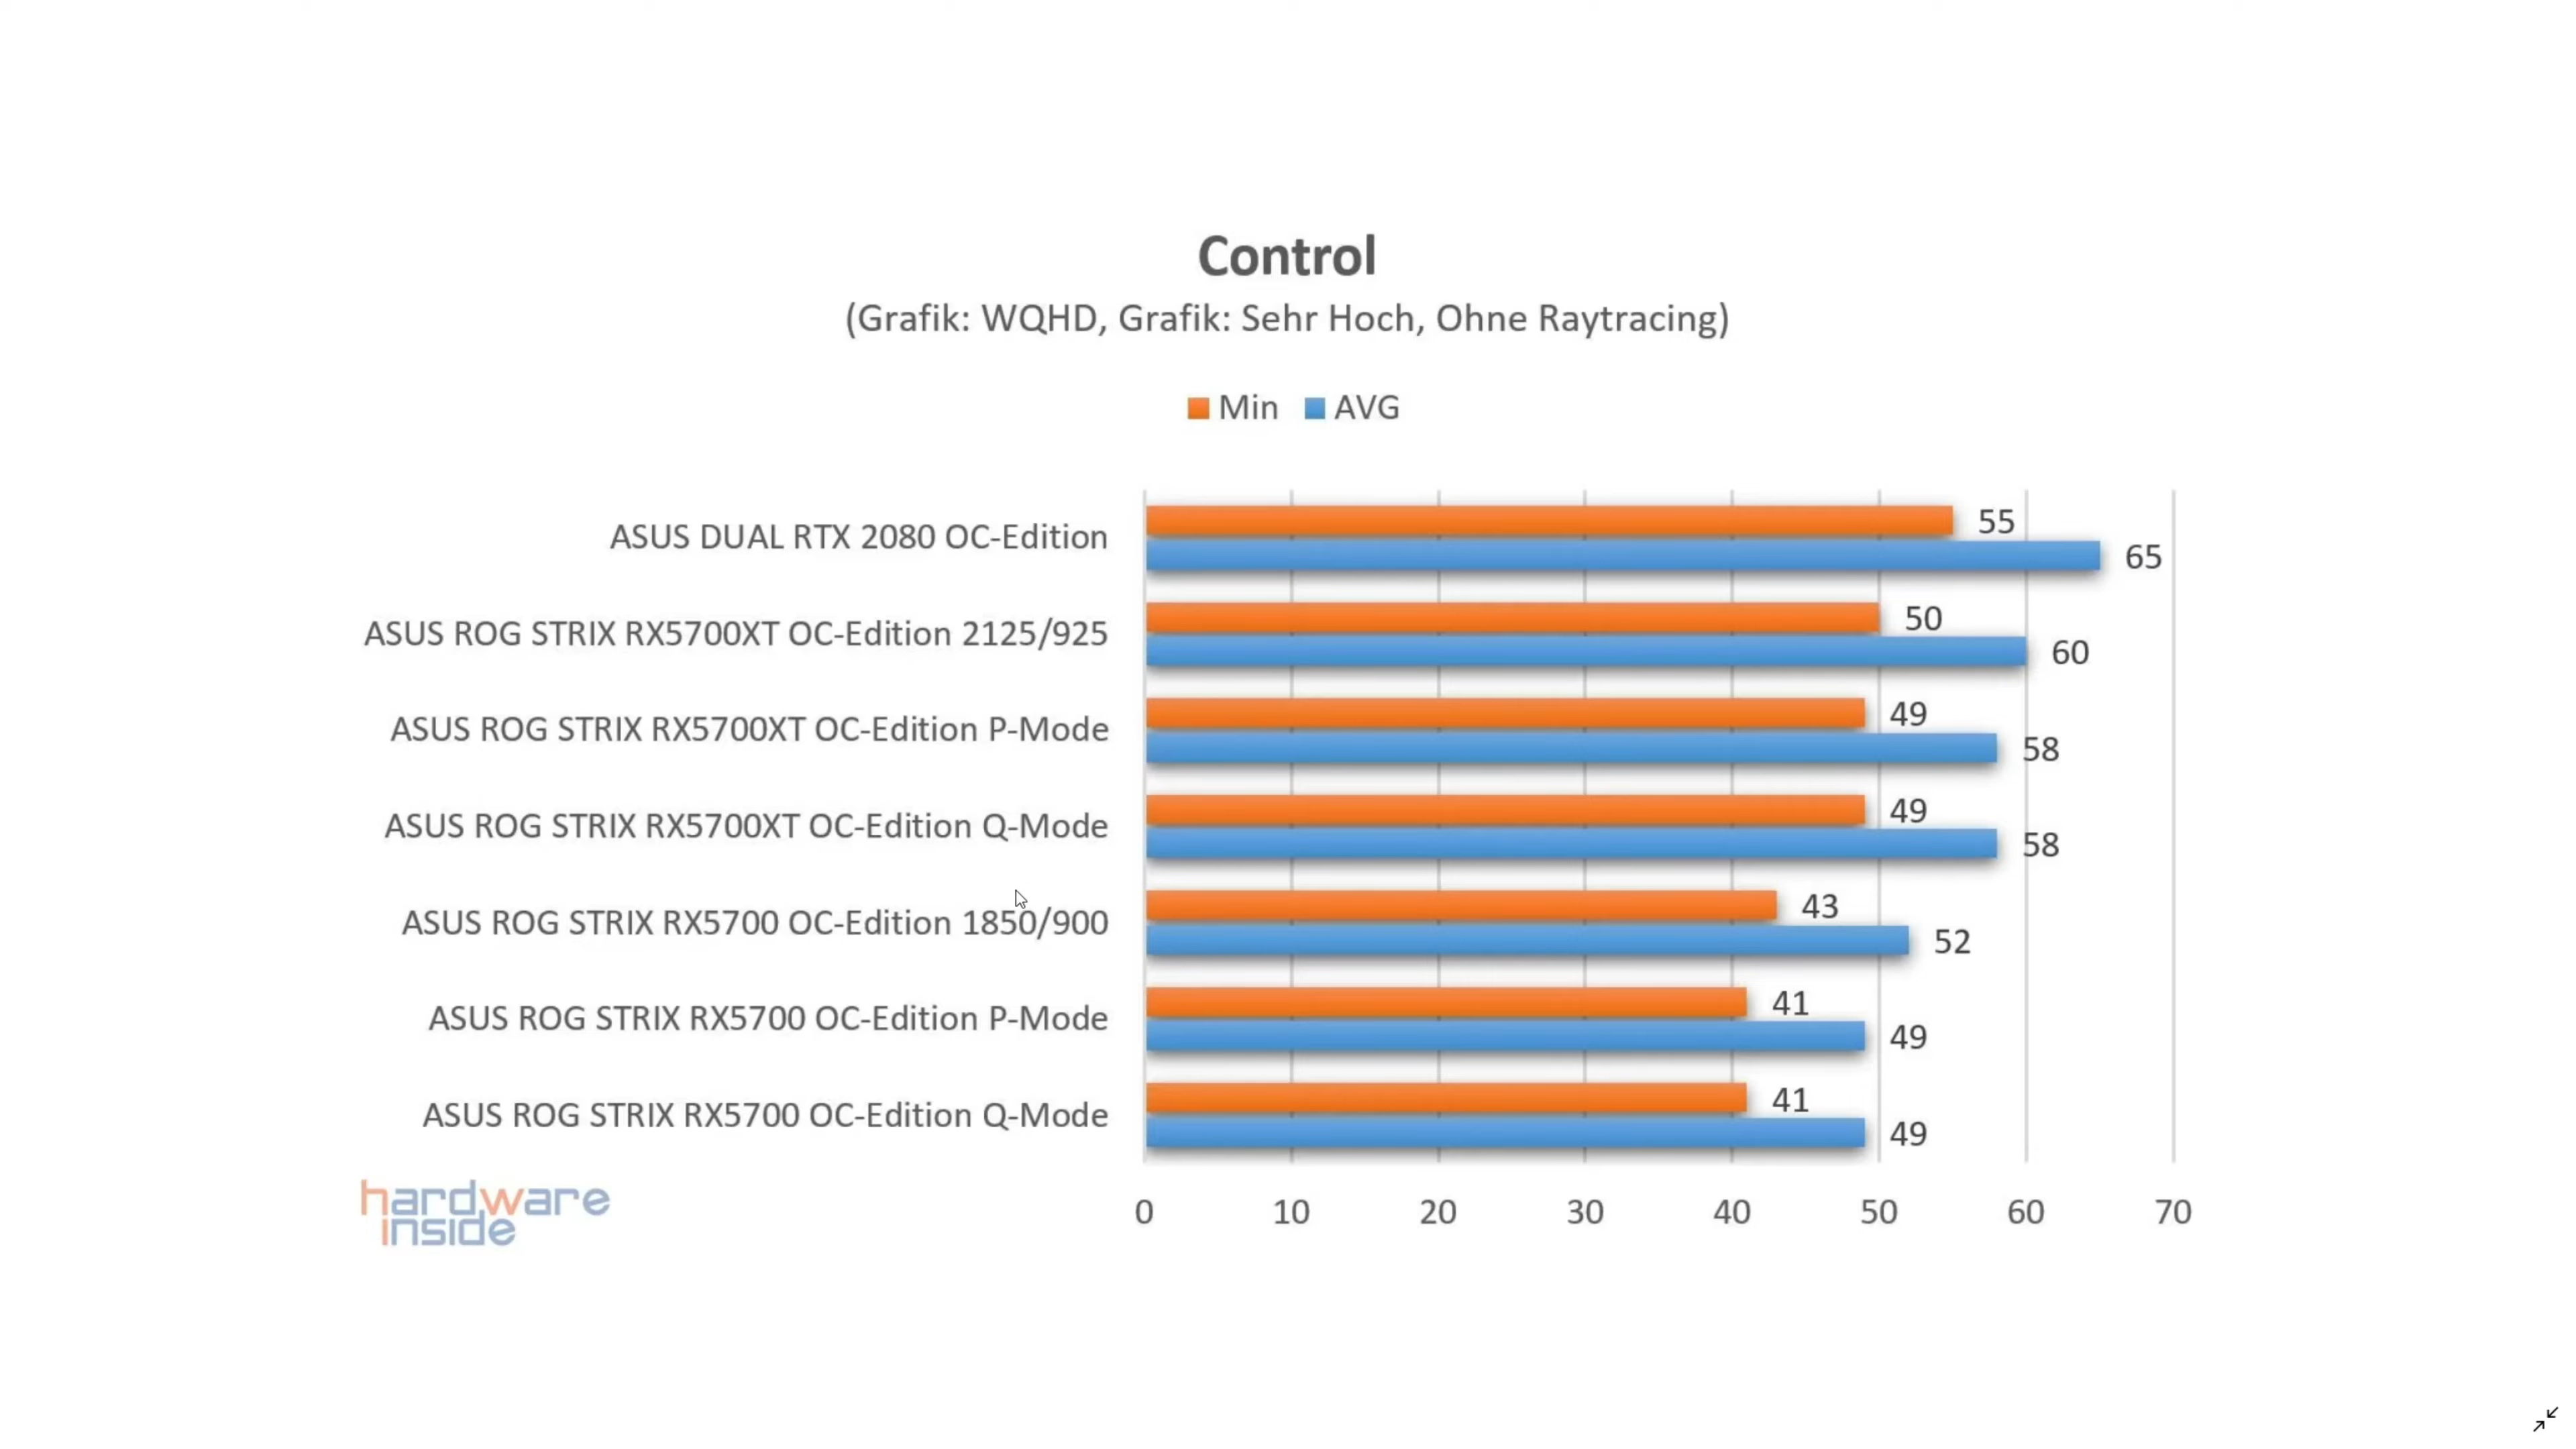 Control
(Grafik: WQHD, Grafik: Sehr Hoch, Ohne Raytracing)
Min AVG
ASUS DUAL RTX 2080 OC-Edition 55 65
ASUS ROG STRIX RX5700XT OC-Edition 2125/925 50 60
ASUS ROG STRIX RX5700XT OC-Edition P-Mode 49 58
ASUS ROG STRIX RX5700XT OC-Edition Q-Mode 49 58
ASUS ROG STRIX RX5700 OC-Edition 1850/900 43 52
ASUS ROG STRIX RX5700 OC-Edition P-Mode 41 49
ASUS ROG STRIX RX5700 OC-Edition Q-Mode 41 49
0 10 20 30 40 50 60 70
hardware
inside